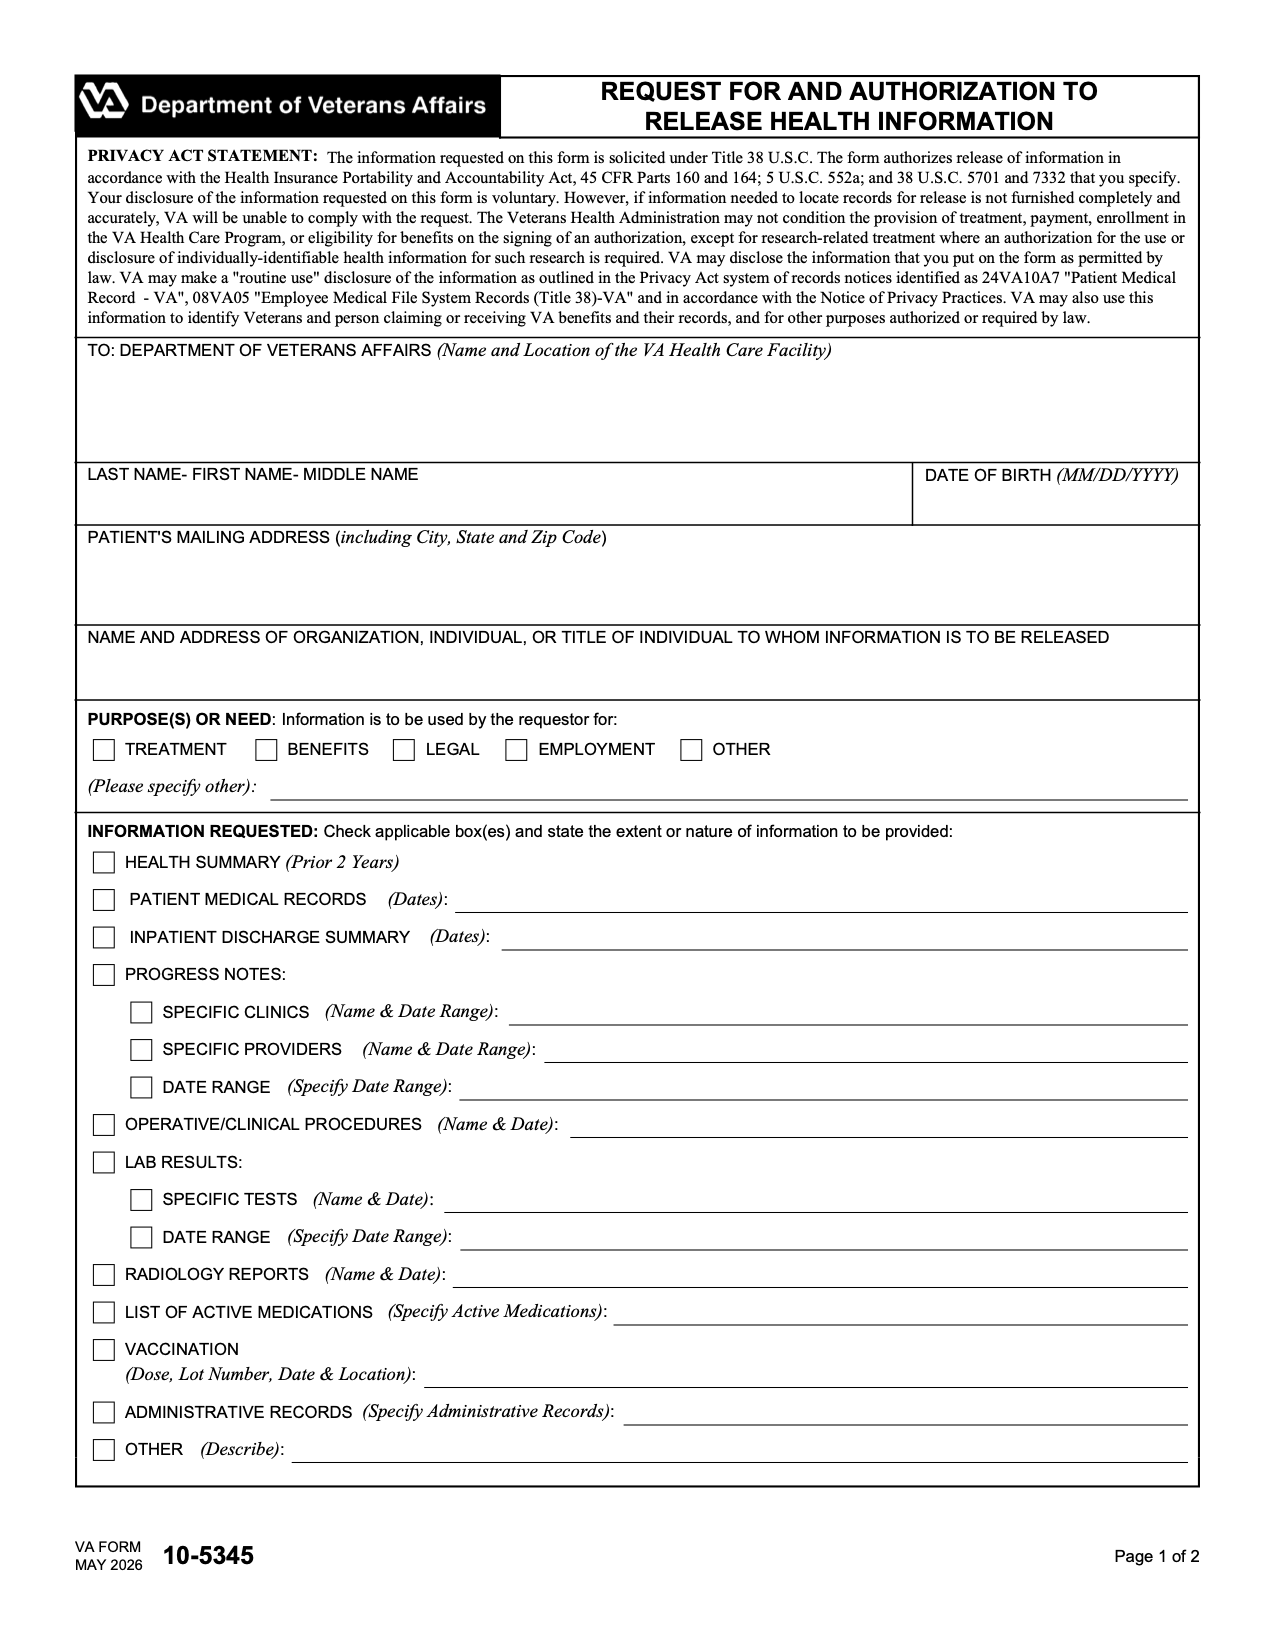 VA Department of Veterans Affairs
REQUEST FOR AND AUTHORIZATION TO
RELEASE HEALTH INFORMATION
PRIVACY ACT STATEMENT: The information requested on this form is solicited under Title 38 U.S.C. The form authorizes release of information in
accordance with the Health Insurance Portability and Accountability Act, 45 CFR Parts 160 and 164; 5 U.S.C. 552a; and 38 U.S.C. 5701 and 7332 that you specify.
Your disclosure of the information requested on this form is voluntary. However, if information needed to locate records for release is not furnished completely and
accurately, VA will be unable to comply with the request. The Veterans Health Administration may not condition the provision of treatment, payment, enrollment in
the VA Health Care Program, or eligibility for benefits on the signing of an authorization, except for research-related treatment where an authorization for the use or
disclosure of individually-identifiable health information for such research is required. VA may disclose the information that you put on the form as permitted by
law. VA may make a "routine use" disclosure of the information as outlined in the Privacy Act system of records notices identified as 24VA10A7 "Patient Medical
Record - VA", 08VA05 "Employee Medical File System Records (Title 38)-VA" and in accordance with the Notice of Privacy Practices. VA may also use this
information to identify Veterans and person claiming or receiving VA benefits and their records, and for other purposes authorized or required by law.
TO: DEPARTMENT OF VETERANS AFFAIRS (Name and Location of the VA Health Care Facility)
LAST NAME- FIRST NAME- MIDDLE NAME
DATE OF BIRTH (MM/DD/YYYY)
PATIENT'S MAILING ADDRESS (including City, State and Zip Code)
NAME AND ADDRESS OF ORGANIZATION, INDIVIDUAL, OR TITLE OF INDIVIDUAL TO WHOM INFORMATION IS TO BE RELEASED
PURPOSE(S) OR NEED: Information is to be used by the requestor for:
TREATMENT BENEFITS LEGAL EMPLOYMENT OTHER
(Please specify other):
INFORMATION REQUESTED: Check applicable box(es) and state the extent or nature of information to be provided:
HEALTH SUMMARY (Prior 2 Years)
PATIENT MEDICAL RECORDS (Dates):
INPATIENT DISCHARGE SUMMARY (Dates):
PROGRESS NOTES:
SPECIFIC CLINICS (Name & Date Range):
SPECIFIC PROVIDERS (Name & Date Range):
DATE RANGE (Specify Date Range):
OPERATIVE/CLINICAL PROCEDURES (Name & Date):
LAB RESULTS:
SPECIFIC TESTS (Name & Date):
DATE RANGE (Specify Date Range):
RADIOLOGY REPORTS (Name & Date):
LIST OF ACTIVE MEDICATIONS (Specify Active Medications):
VACCINATION
(Dose, Lot Number, Date & Location):
ADMINISTRATIVE RECORDS (Specify Administrative Records):
OTHER (Describe):
VA FORM
MAY 2026 10-5345
Page 1 of 2